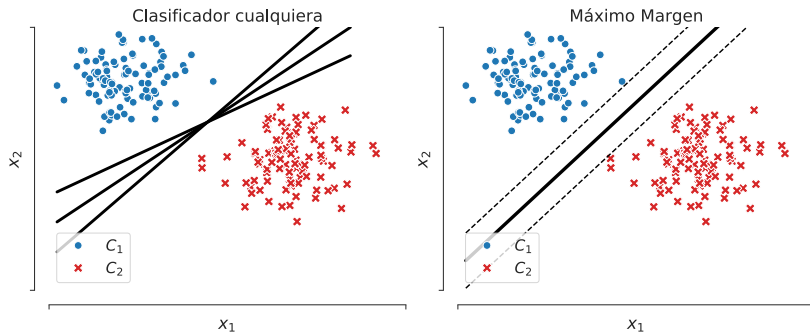 Clasificador cualquiera
x₂
C₁
C₂
x₁
Máximo Margen
x₂
C₁
C₂
x₁